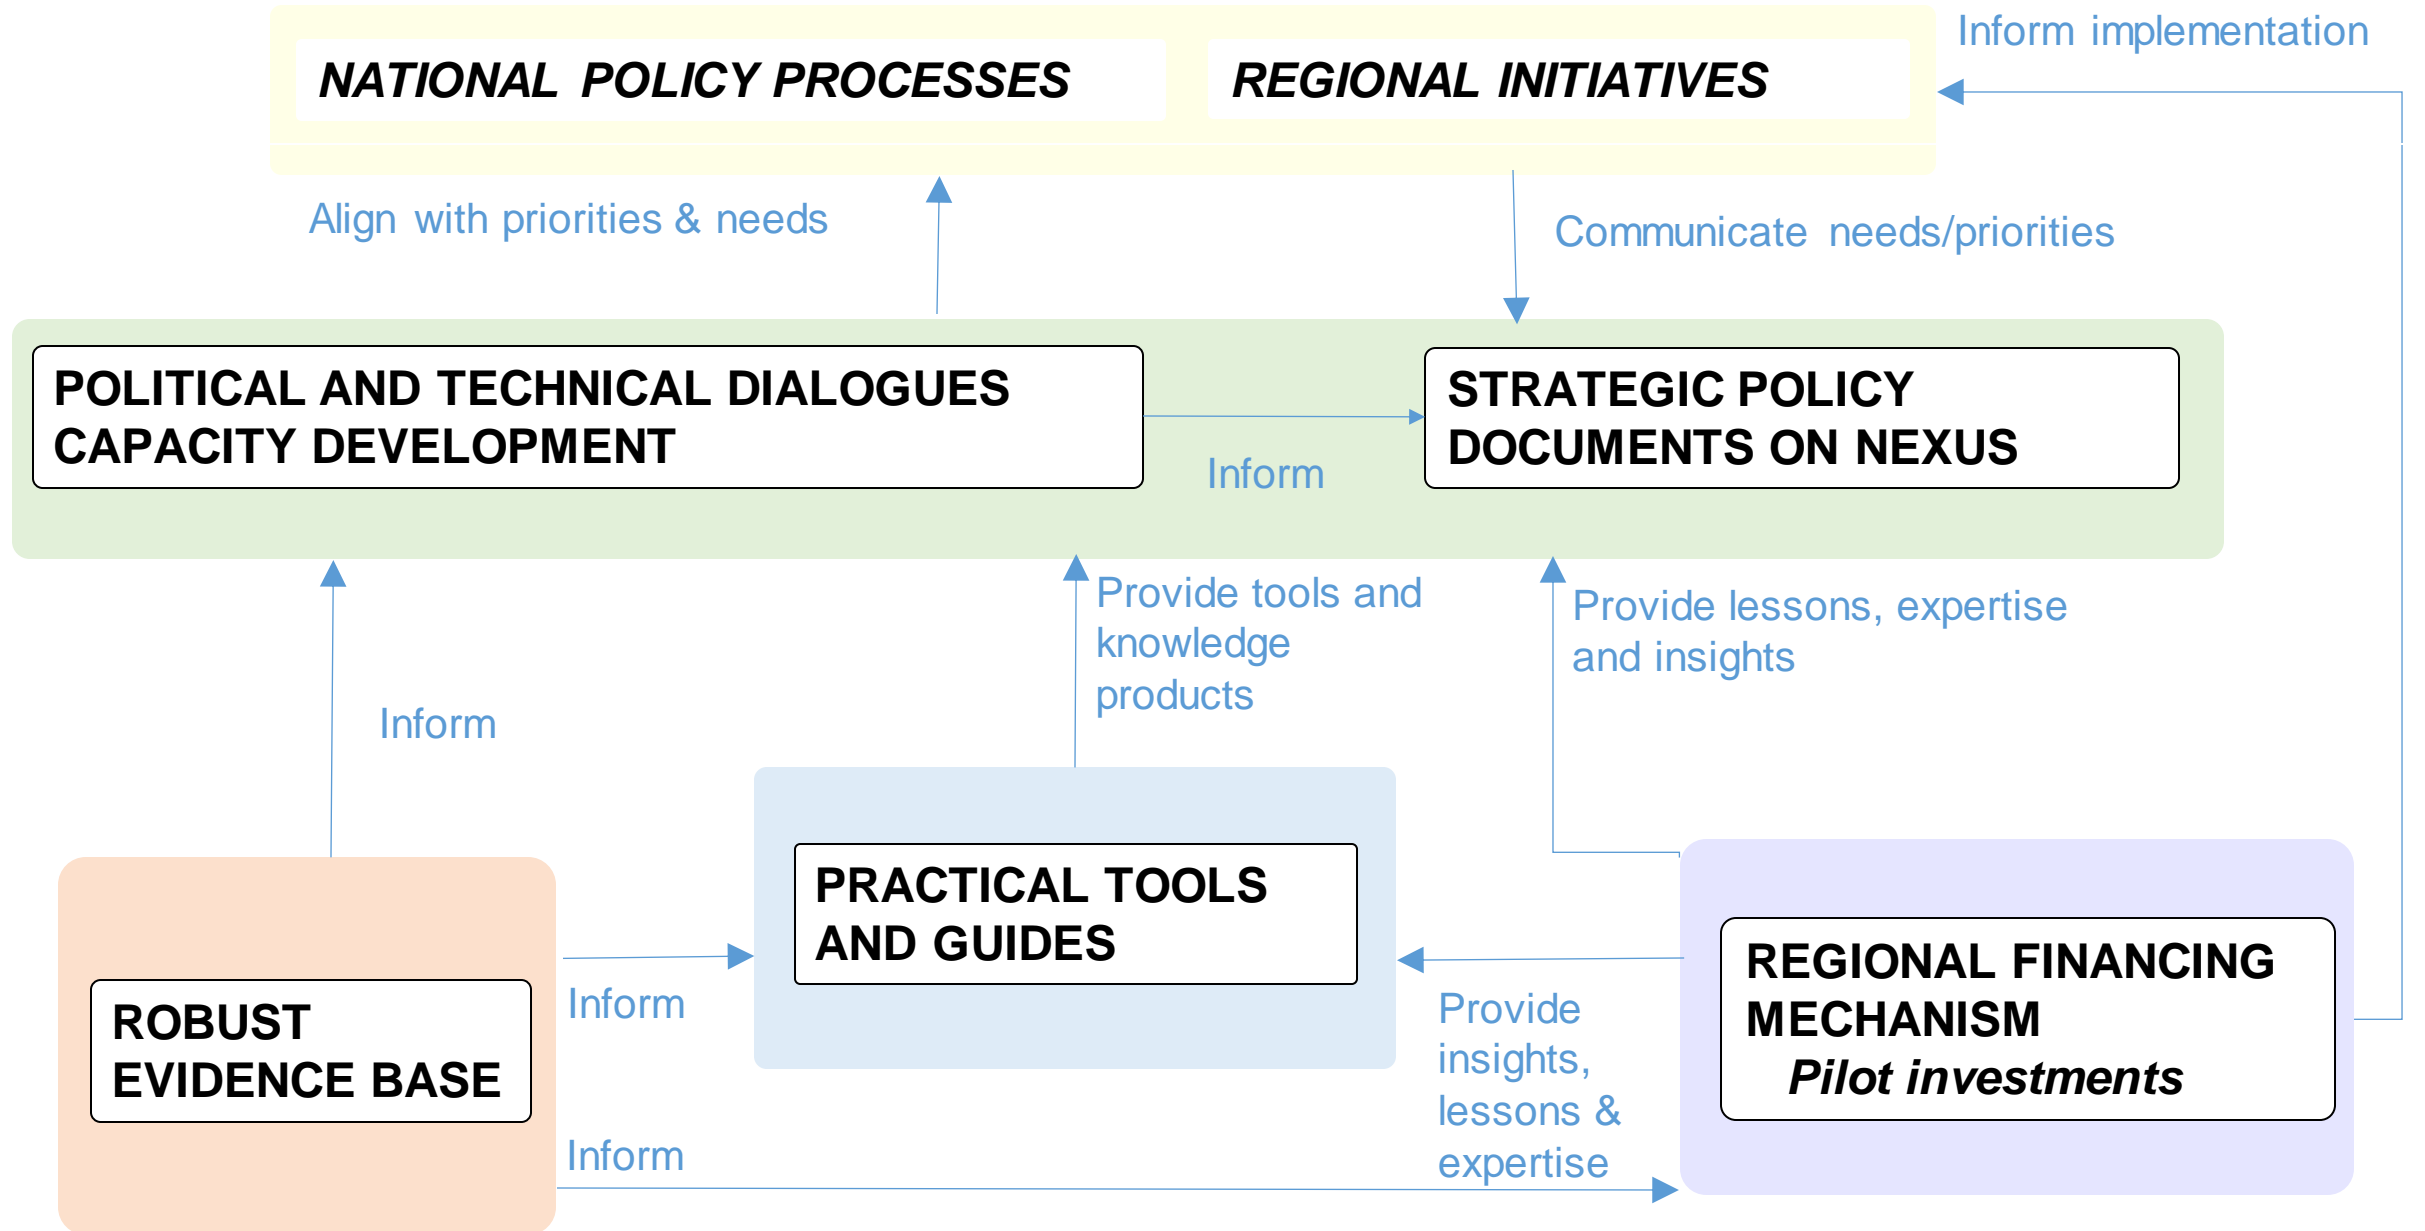 Inform implementation
NATIONAL POLICY PROCESSES
REGIONAL INITIATIVES
Align with priorities & needs
Communicate needs/priorities
POLITICAL AND TECHNICAL DIALOGUES
CAPACITY DEVELOPMENT
Inform
STRATEGIC POLICY
DOCUMENTS ON NEXUS
Inform
Provide tools and
knowledge
products
Provide lessons, expertise
and insights
ROBUST
EVIDENCE BASE
Inform
Inform
PRACTICAL TOOLS
AND GUIDES
Provide
insights,
lessons &
expertise
REGIONAL FINANCING
MECHANISM
Pilot investments